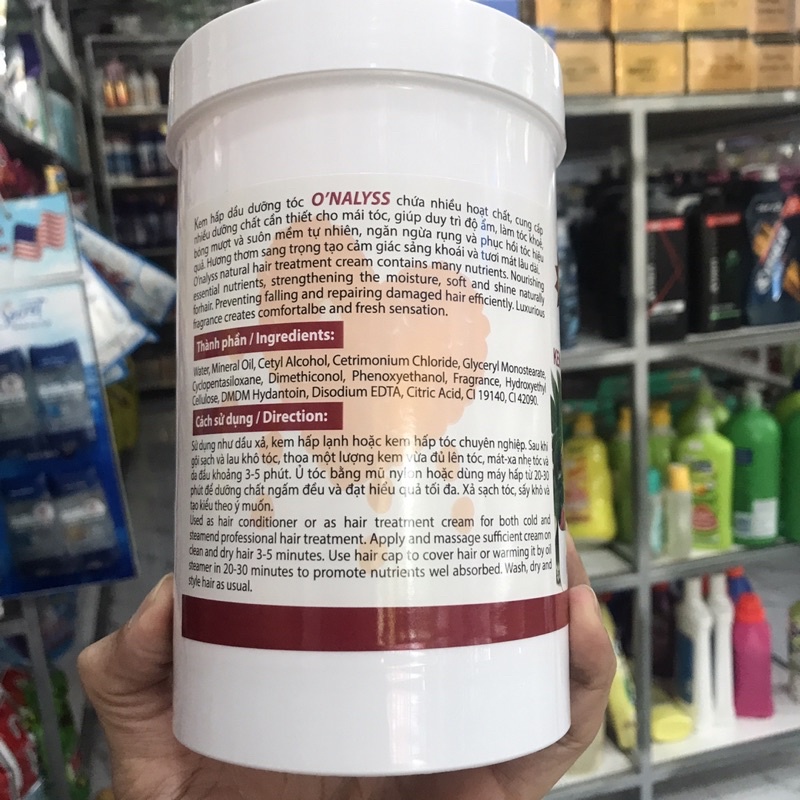 Kem hấp dầu dưỡng tóc O'NALYSS chứa nhiều hoạt chất, cung cấp
nhiều dưỡng chất cần thiết cho mái tóc, giúp duy trì độ ẩm, làm tóc khoẻ,
bóng mượt và suôn mềm tự nhiên, ngăn ngừa rụng và phục hồi tóc hiệu
quả. Hương thơm sang trọng tạo cảm giác sảng khoái và tươi mát lâu dài.
O'nalyss natural hair treatment cream contains many nutrients. Nourishing
essential nutrients, strengthening the moisture, soft and shine naturally
forhair. Preventing falling and repairing damaged hair efficiently. Luxurious
fragrance creates comfortalbe and fresh sensation.
Thành phần / Ingredients:
Water, Mineral Oil, Cetyl Alcohol, Cetrimonium Chloride, Glyceryl Monostearate,
Cyclopentasiloxane, Dimethiconol, Phenoxyethanol, Fragrance, Hydroxyethyl
Cellulose, DMDM Hydantoin, Disodium EDTA, Citric Acid, CI 19140, CI 42090.
Cách sử dụng / Direction:
Sử dụng như dầu xả, kem hấp lạnh hoặc kem hấp tóc chuyên nghiệp. Sau khi
gội sạch và lau khô tóc, thoa một lượng kem vừa đủ lên tóc, mát-xa nhẹ tóc và
da đầu khoảng 3-5 phút. Ủ tóc bằng mũ nylon hoặc dùng máy hấp từ 20-30
phút để dưỡng chất ngấm đều và đạt hiểu quả tối đa. Xả sạch tóc, sấy khô và
tạo kiểu theo ý muốn.
Used as hair conditioner or as hair treatment cream for both cold and
steamend professional hair treatment. Apply and massage sufficient cream on
clean and dry hair 3-5 minutes. Use hair cap to cover hair or warming it by oil
steamer in 20-30 minutes to promote nutrients wel absorbed. Wash, dry and
style hair as usual.
Secret